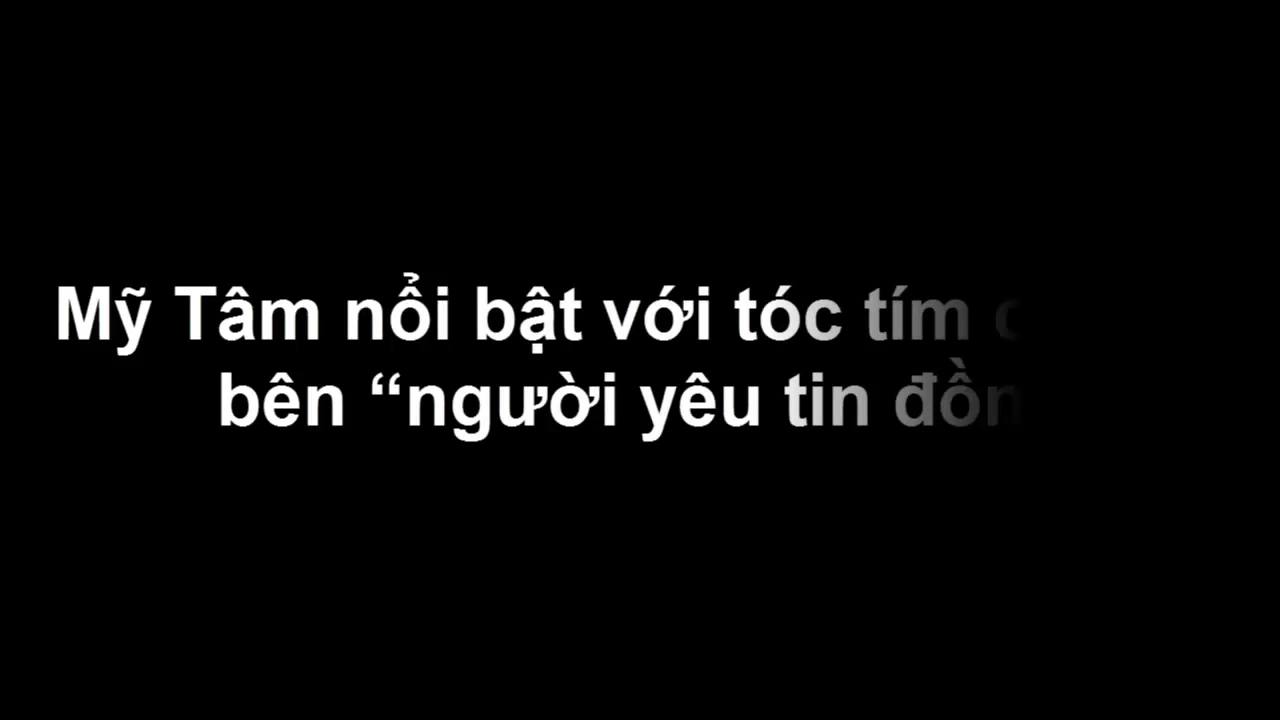 Mỹ Tâm nổi bật với tóc tím
bên “người yêu tin đồn